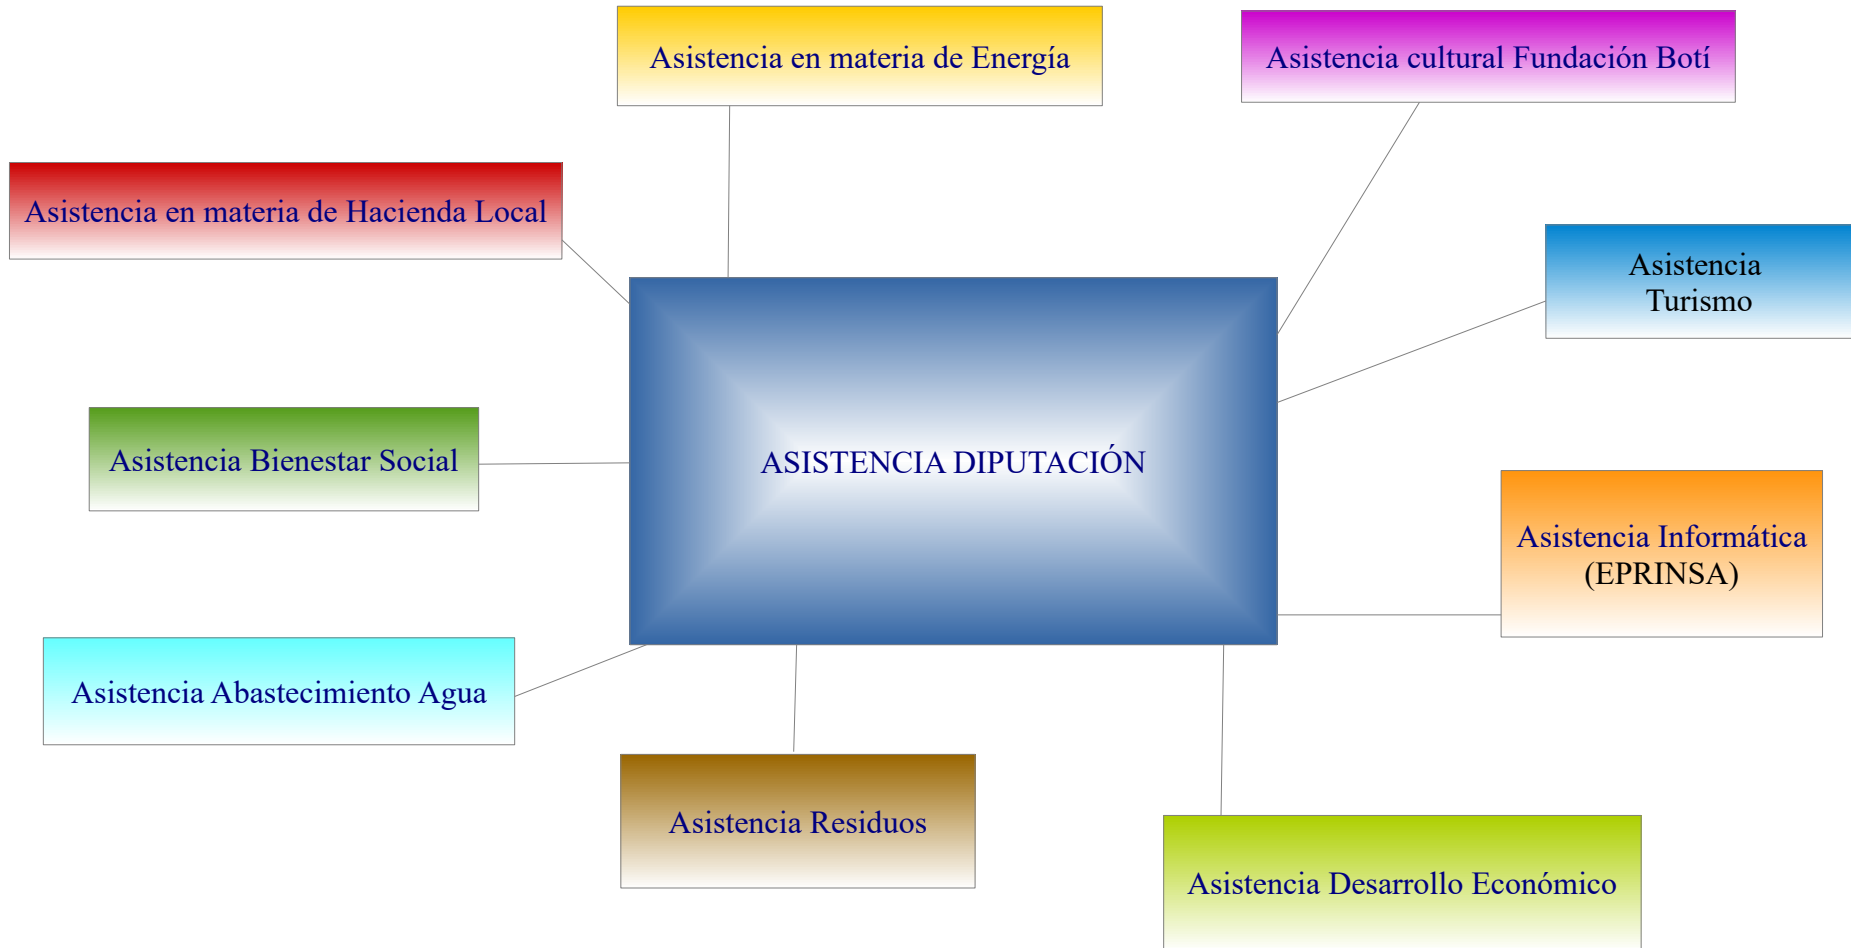 Asistencia en materia de Energía
Asistencia cultural Fundación Botí
Asistencia en materia de Hacienda Local
Asistencia
Turismo
Asistencia Bienestar Social
ASISTENCIA DIPUTACIÓN
Asistencia Informática
(EPRINSA)
Asistencia Abastecimiento Agua
Asistencia Residuos
Asistencia Desarrollo Económico